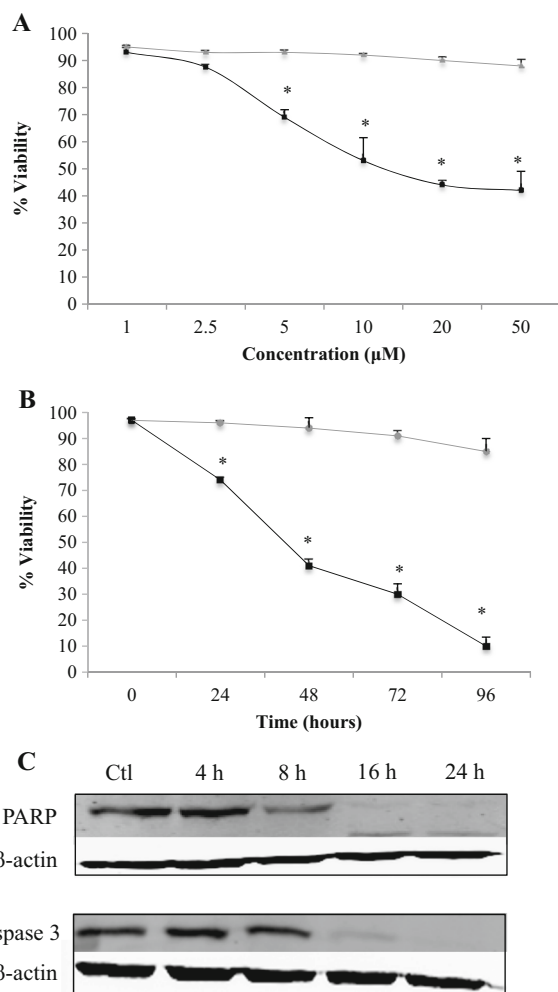 A
100
90
80
70
60
50
40
30
20
10
0
% Viability
*
*
*
*
1 2.5 5 10 20 50
Concentration (µM)
B
100
90
80
70
60
50
40
30
20
10
0
% Viability
*
*
*
*
0 24 48 72 96
Time (hours)
C
Ctl 4 h 8 h 16 h 24 h
PARP
β-actin
spase 3
β-actin